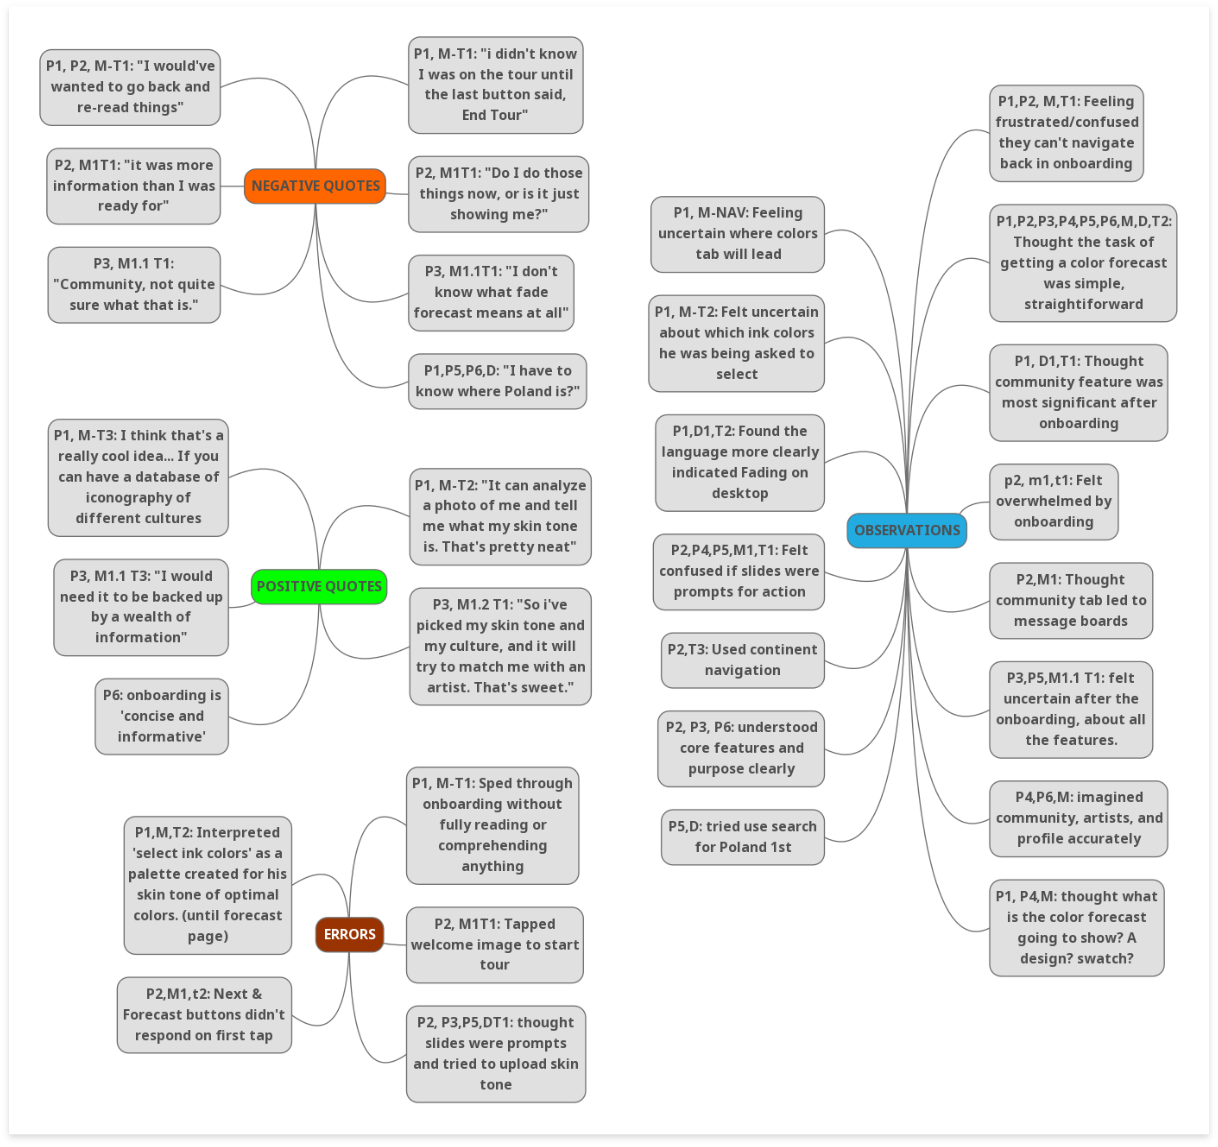 P1, P2, M-T1: "I would've
wanted to go back and
re-read things"
P2, M1T1: "it was more
information than I was
ready for"
P3, M1.1 T1:
"Community, not quite
sure what that is."
NEGATIVE QUOTES
P1, M-T1: "i didn't know
I was on the tour until
the last button said,
End Tour"
P2, M1T1: "Do I do those
things now, or is it just
showing me?"
P3, M1.1T1: "I don't
know what fade
forecast means at all"
P1,P5,P6,D: "I have to
know where Poland is?"
P1, M-T3: I think that's a
really cool idea... If you
can have a database of
iconography of
different cultures
P3, M1.1 T3: "I would
need it to be backed up
by a wealth of
information"
P6: onboarding is
'concise and
informative'
POSITIVE QUOTES
P1, M-T2: "It can analyze
a photo of me and tell
me what my skin tone
is. That's pretty neat"
P3, M1.2 T1: "So i've
picked my skin tone and
my culture, and it will
try to match me with an
artist. That's sweet."
P1,M,T2: Interpreted
'select ink colors' as a
palette created for his
skin tone of optimal
colors. (until forecast
page)
P2,M1,t2: Next &
Forecast buttons didn't
respond on first tap
ERRORS
P1, M-T1: Sped through
onboarding without
fully reading or
comprehending
anything
P2, M1T1: Tapped
welcome image to start
tour
P2, P3,P5,DT1: thought
slides were prompts
and tried to upload skin
tone
P1, M-NAV: Feeling
uncertain where colors
tab will lead
P1, M-T2: Felt uncertain
about which ink colors
he was being asked to
select
P1,D1,T2: Found the
language more clearly
indicated Fading on
desktop
P2,P4,P5,M1,T1: Felt
confused if slides were
prompts for action
P2,T3: Used continent
navigation
P2, P3, P6: understood
core features and
purpose clearly
P5,D: tried use search
for Poland 1st
OBSERVATIONS
P1,P2, M,T1: Feeling
frustrated/confused
they can't navigate
back in onboarding
P1,P2,P3,P4,P5,P6,M,D,T2:
Thought the task of
getting a color forecast
was simple,
straightiforward
P1, D1,T1: Thought
community feature was
most significant after
onboarding
p2, m1,t1: Felt
overwhelmed by
onboarding
P2,M1: Thought
community tab led to
message boards
P3,P5,M1.1 T1: felt
uncertain after the
onboarding, about all
the features.
P4,P6,M: imagined
community, artists, and
profile accurately
P1, P4,M: thought what
is the color forecast
going to show? A
design? swatch?